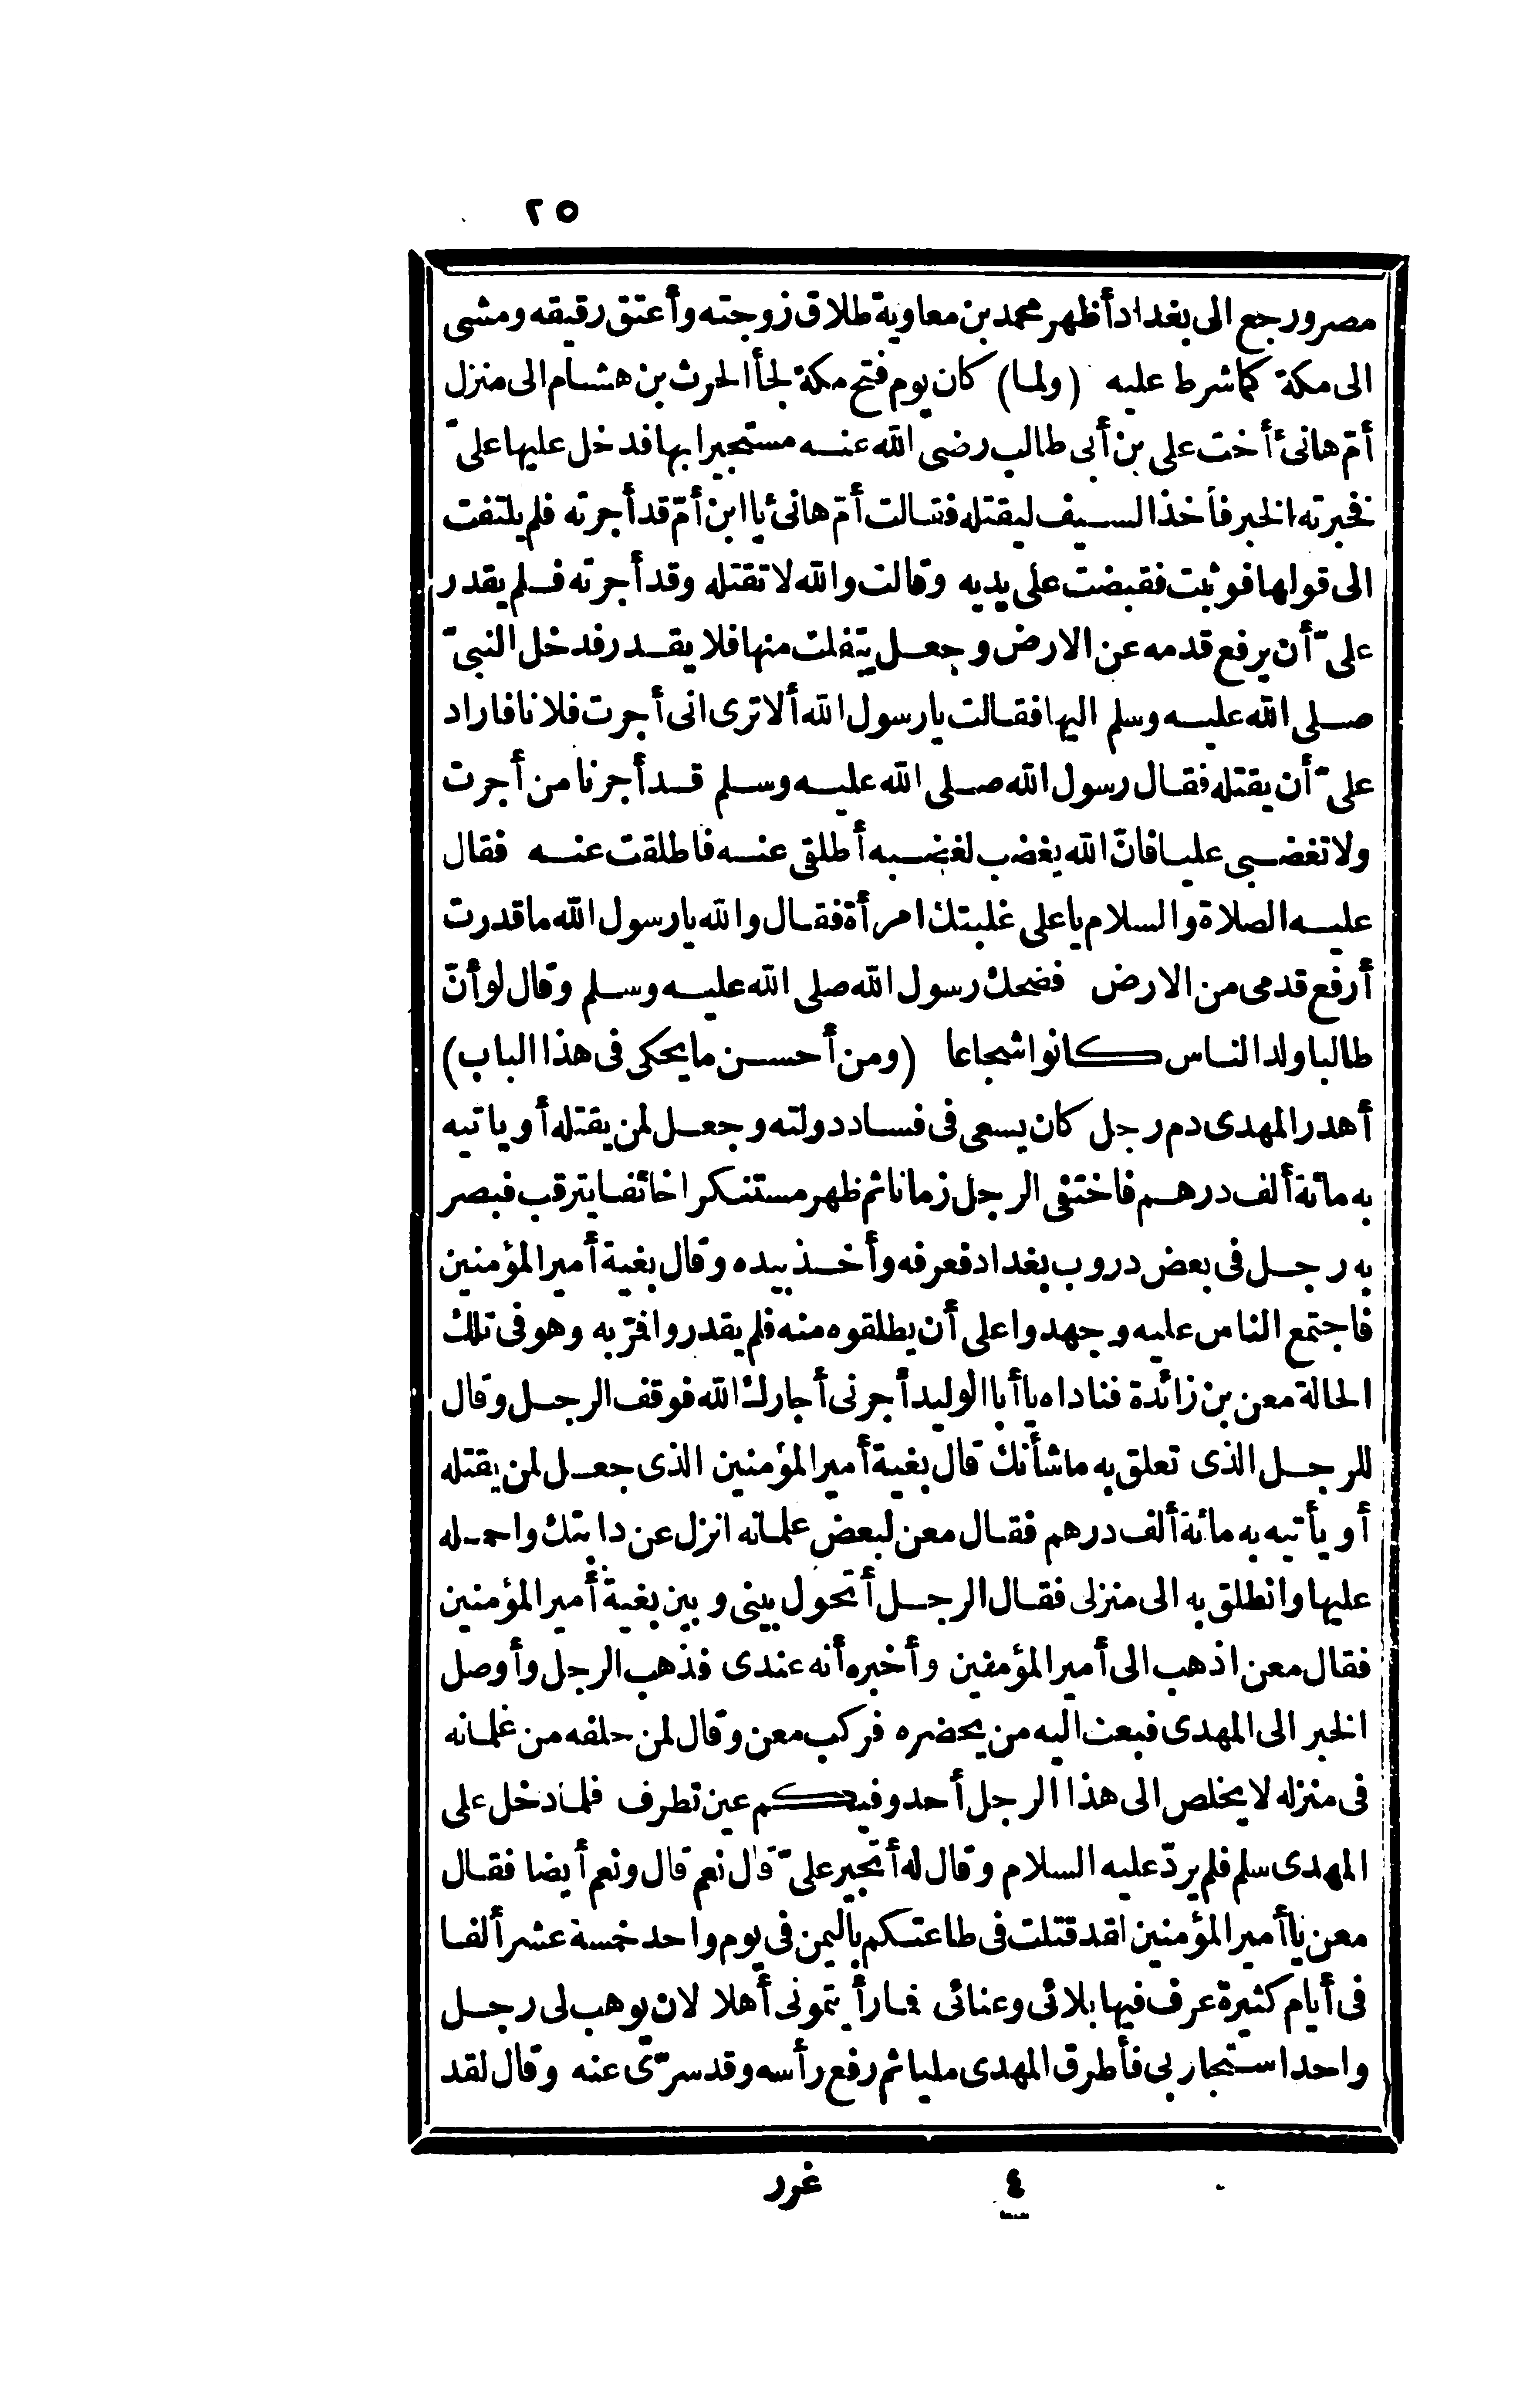 ٢٥
مصر ورجع الى بغداد أظهر محمد بن معاوية طلاق زوجته وأعتق رقيقه ومشى
الى مكة كما شرط عليه (ولما) كان يوم فتح مكة لجأ الحرث بن هشام الى منزل
أمّ هانئ أخت على بن أبى طالب رضى الله عنه مستجيرا بها فدخل عليها علىّ
فخبرته الخبر فأخذ السيف ليقتله فقالت أمّ هانئ يا ابن أمّ قد أجرته فلم يلتفت
الى قولها فوثبت فقبضت على يديه وقالت والله لا تقتله وقد أجرته فلم يقدر
علىّ أن يرفع قدمه عن الارض وجعل يتفلت منها فلا يقدر فدخل النبىّ
صلى الله عليه وسلم اليها فقالت يا رسول الله ألا ترى انى أجرت فلانا فاراد
علىّ أن يقتله فقال رسول الله صلى الله عليه وسلم قد أجرنا من أجرت
ولا تغضبى عليا فانّ الله يغضب لغضبه أطلقى عنه فاطلقت عنه فقال
عليه الصلاة والسلام يا على غلبتك امرأة فقال والله يا رسول الله ما قدرت
أرفع قدمى من الارض فضحك رسول الله صلى الله عليه وسلم وقال لو أنّ
طالبا ولد الناس كانوا شجاعا (ومن أحسن ما يحكى فى هذا الباب)
أهدر المهدى دم رجل كان يسعى فى فساد دولته وجعل لمن يقتله أو ياتيه
به مائة ألف درهم فاختفى الرجل زمانا ثم ظهر مستنكرا خائفا يترقب فبصر
به رجل فى بعض دروب بغداد فعرفه وأخذ بيده وقال بغية أمير المؤمنين
فاجتمع الناس عليه وجهدوا على أن يطلقوه منه فلم يقدروا فمرّ به وهو فى تلك
الحالة معن بن زائدة فناداه يا أبا الوليد أجرنى أجارك الله فوقف الرجل وقال
للرجل الذى تعلق به ما شأنك قال بغية أمير المؤمنين الذى جعل لمن يقتله
أو يأتيه به مائة ألف درهم فقال معن لبعض غلمانه انزل عن دابتك واحمله
عليها وانطلق به الى منزلى فقال الرجل أتحول بينى وبين بغية أمير المؤمنين
فقال معن اذهب الى أمير المؤمنين وأخبره أنه عندى فذهب الرجل وأوصل
الخبر الى المهدى فبعث اليه من يحضره فركب معن وقال لمن خلفه من غلمانه
فى منزله لا يخلص الى هذا الرجل أحد وفيكم عين تطرف فلما دخل على
المهدى سلم فلم يردّ عليه السلام وقال له أتجير علىّ قال نعم قال ونعم أيضا فقال
معن يا أمير المؤمنين لقد قتلت فى طاعتكم باليمن فى يوم واحد خمسة عشر ألفا
فى أيام كثيرة عرف فيها بلائى وعنائى فما رأيتمونى أهلا لان يوهب لى رجل
واحد استجار بى فأطرق المهدى مليا ثم رفع رأسه وقد سرّى عنه وقال لقد
٤ غرر